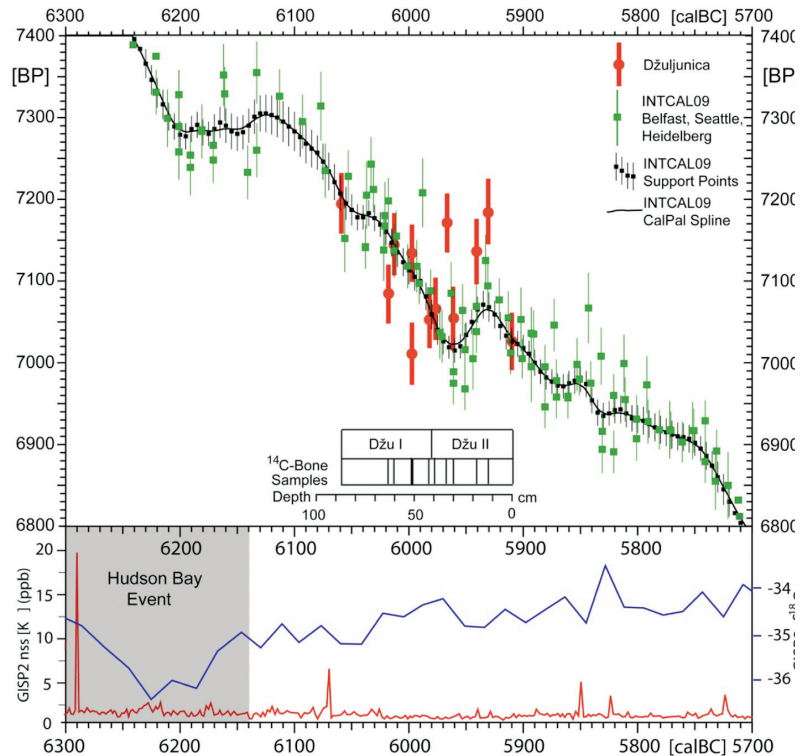 6300 6200 6100 6000 5900 5800 [calBC] 5700
7400 7400
[BP] [BP]
7300 7300
7200 7200
7100 7100
7000 7000
6900 6900
6800 6800
Džuljunica
INTCAL09
Belfast, Seattle,
Heidelberg
INTCAL09
Support Points
INTCAL09
CalPal Spline
Džu I Džu II
14C-Bone
Samples
Depth
100 50 0 cm
6200 6100 6000 5900 5800
Hudson Bay
Event
GISP2 nss [K ] (ppb)
20
15
10
5
0
-34
-35
-36
6300 6200 6100 6000 5900 5800 [calBC] 5700